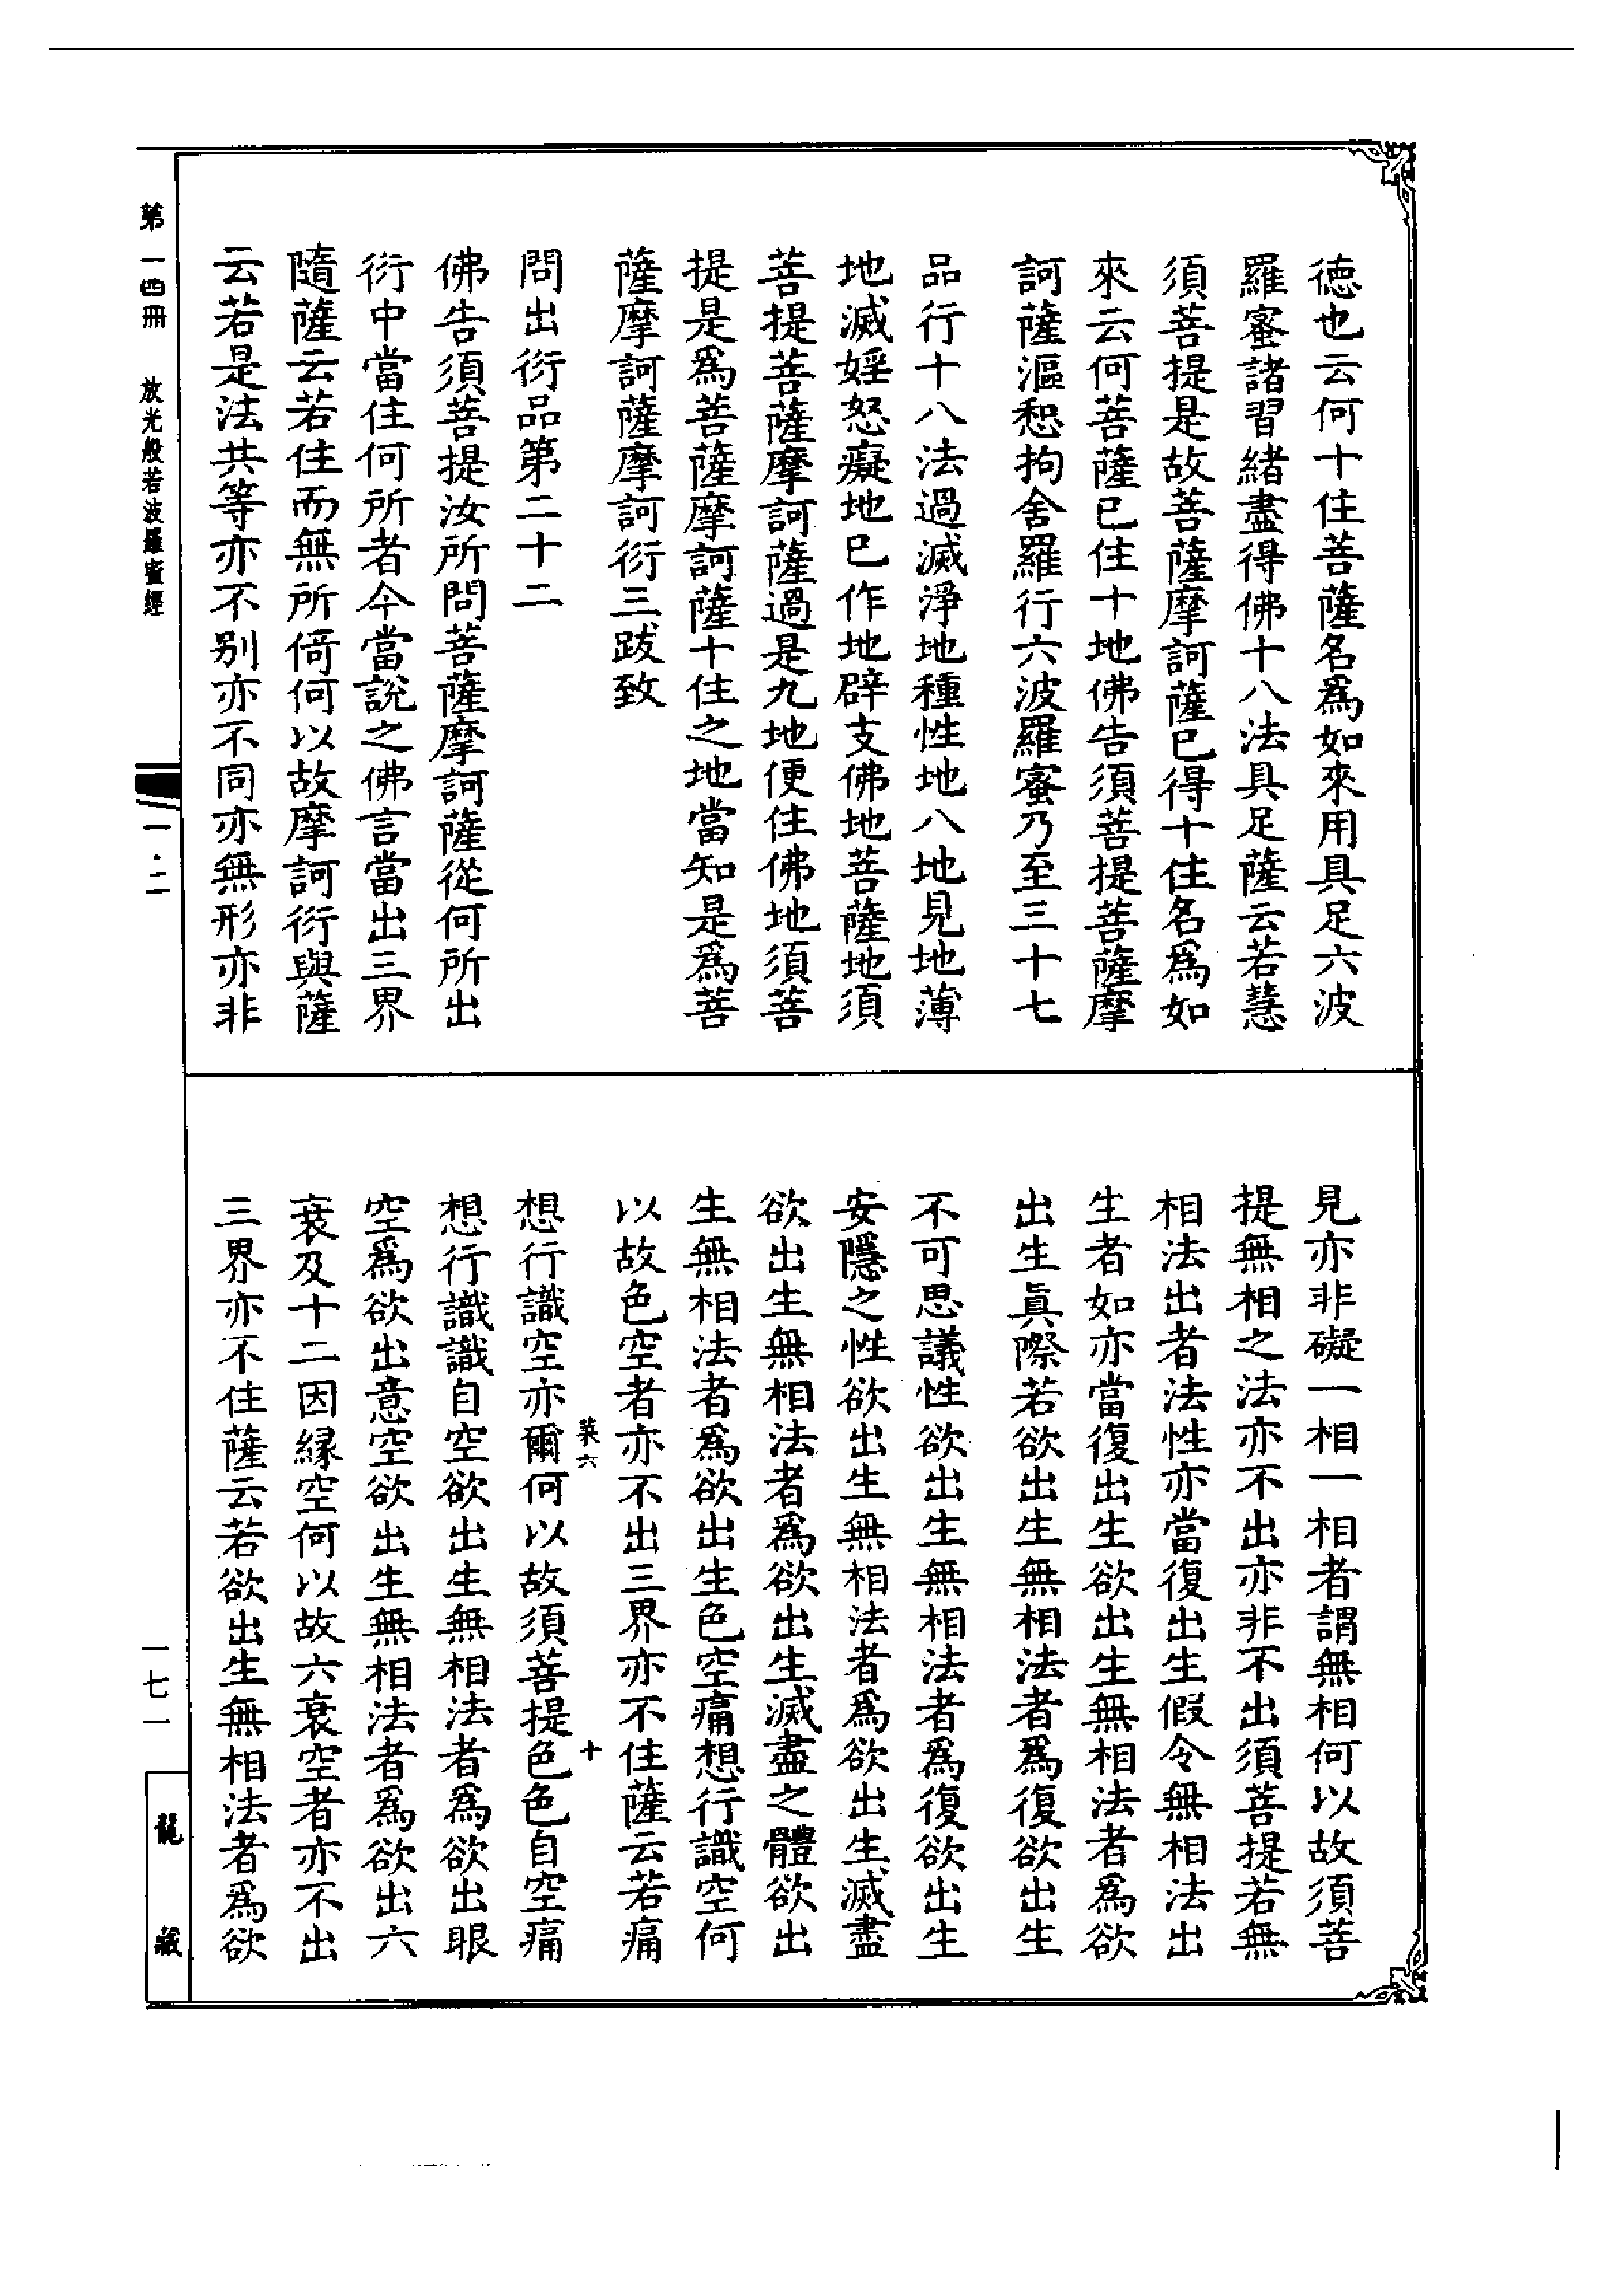 德也云何十住菩薩名爲如來用具足六波
羅蜜諸習緒盡得佛十八法具足薩云若慧
須菩提是故菩薩摩訶薩巳得十住名爲如
來云何菩薩已住十地佛告須菩提菩薩摩
訶薩漚惒拘舍羅行六波羅蜜乃至三十七
品行十八法過滅淨地種性地八地見地薄
地滅婬怒癡地巳作地辟支佛地菩薩地須
菩提菩薩摩訶薩過是九地便住佛地須菩
提是爲菩薩摩訶薩十住之地當知是爲菩
薩摩訶薩摩訶衍三跋致
問出衍品第二十二
佛告須菩提汝所問菩薩摩訶薩從何所出
衍中當住何所者今當說之佛言當出三界
隨薩云若住而無所倚何以故摩訶衍與薩
云若是法共等亦不別亦不同亦無形亦非
見亦非礙一相一相者謂無相何以故須菩
提無相之法亦不出亦非不出須菩提若無
相法出者法性亦當復出生假令無相法出
生者如亦當復出生欲出生無相法者爲欲
出生眞際若欲出生無相法者爲復欲出生
不可思議性欲出生無相法者爲復欲出生
安隱之性欲出生無相法者爲欲出生滅盡
欲出生無相法者爲欲出生滅盡之體欲出
生無相法者爲欲出生色空痛想行識空何
以故色空者亦不出三界亦不住薩云若痛
菜六
十
想行識空亦爾何以故須菩提色色自空痛
想行識識自空欲出生無相法者爲欲出眼
空爲欲出意空欲出生無相法者爲欲出六
衰及十二因縁空何以故六衰空者亦不出
三界亦不住薩云若欲出生無相法者爲欲
第一四冊 放光般若波羅蜜經
一·二
一七一
龍藏